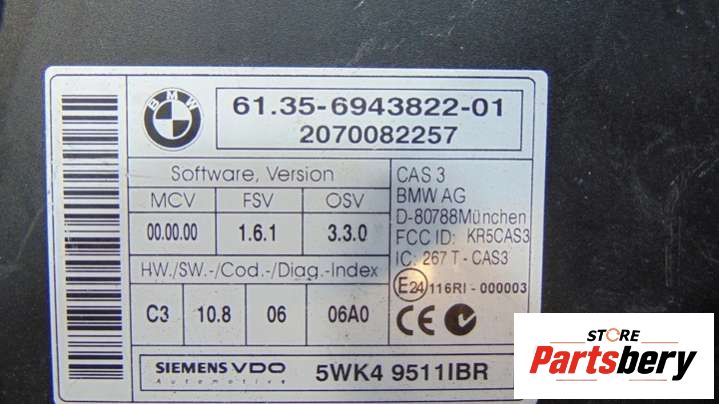 BMW
61.35-6943822-01
2070082257
Software, Version
MCV FSV OSV
00.00.00 1.6.1 3.3.0
HW./SW.-/Cod.-/Diag.-Index
C3 10.8 06 06A0
CAS 3
BMW AG
D-80788München
FCC ID: KR5CAS3
IC: 267 T - CAS3
E24 116RI - 000003
CE
SIEMENS VDO
Automotive
5WK4 9511IBR
STORE
Partsbery